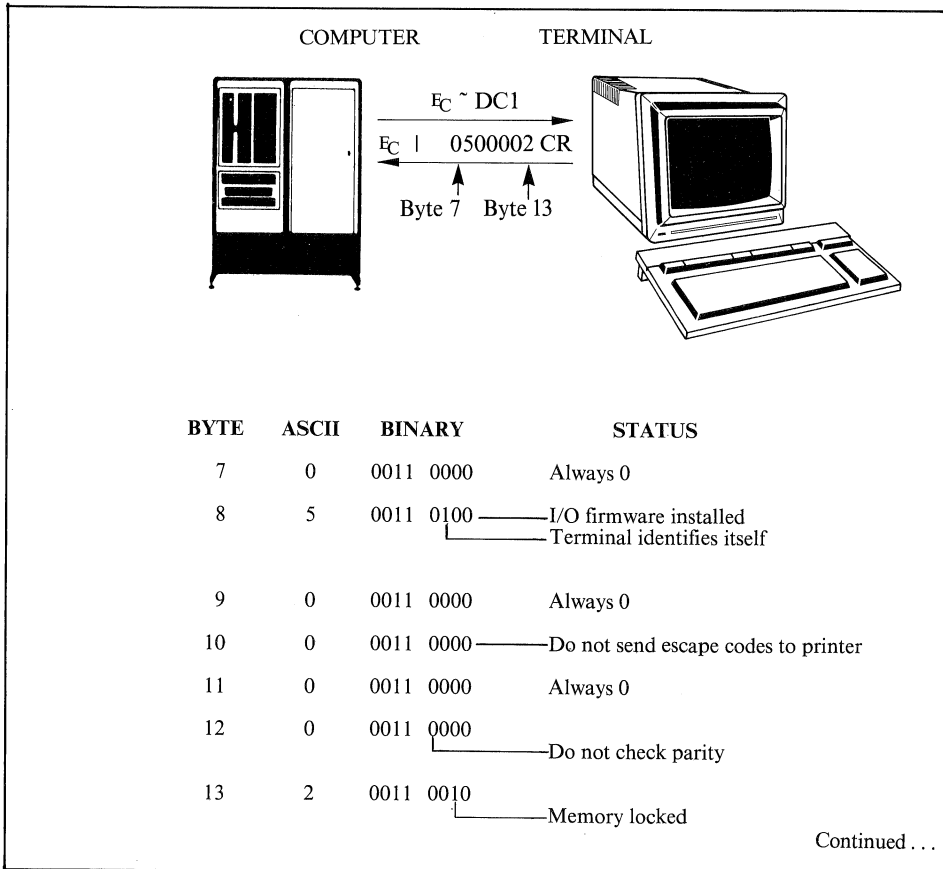 COMPUTER TERMINAL
EC ~ DC1
EC | 0500002 CR
Byte 7 Byte 13
BYTE ASCII BINARY STATUS
7 0 0011 0000 Always 0
8 5 0011 0100 I/O firmware installed
Terminal identifies itself
9 0 0011 0000 Always 0
10 0 0011 0000 Do not send escape codes to printer
11 0 0011 0000 Always 0
12 0 0011 0000
Do not check parity
13 2 0011 0010
Memory locked
Continued . . .